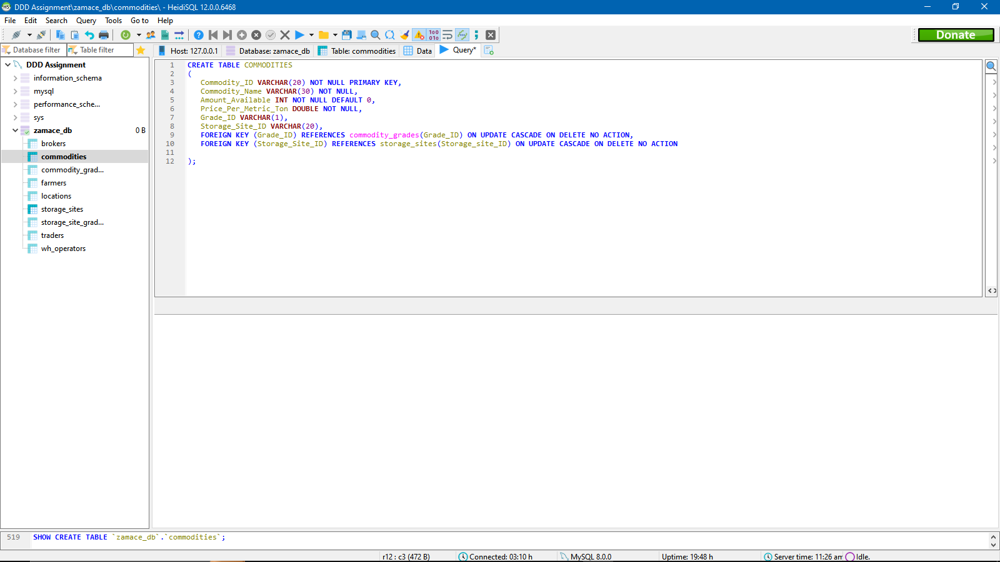 DDD Assignment\zamace_db\commodities\ - HeidiSQL 12.0.0.6468
File Edit Search Query Tools Go to Help
Donate
Database filter Table filter
Host: 127.0.0.1 Database: zamace_db Table: commodities Data Query*
DDD Assignment
information_schema
mysql
performance_sche...
sys
zamace_db 0 B
brokers
commodities
commodity_grad...
farmers
locations
storage_sites
storage_site_grad...
traders
wh_operators
1 CREATE TABLE COMMODITIES
2 (
3 Commodity_ID VARCHAR(20) NOT NULL PRIMARY KEY,
4 Commodity_Name VARCHAR(30) NOT NULL,
5 Amount_Available INT NOT NULL DEFAULT 0,
6 Price_Per_Metric_Ton DOUBLE NOT NULL,
7 Grade_ID VARCHAR(1),
8 Storage_Site_ID VARCHAR(20),
9 FOREIGN KEY (Grade_ID) REFERENCES commodity_grades(Grade_ID) ON UPDATE CASCADE ON DELETE NO ACTION,
10 FOREIGN KEY (Storage_Site_ID) REFERENCES storage_sites(Storage_site_ID) ON UPDATE CASCADE ON DELETE NO ACTION
11
12 );
519 SHOW CREATE TABLE `zamace_db`.`commodities`;
r12 : c3 (472 B) Connected: 03:10 h MySQL 8.0.0 Uptime: 19:48 h Server time: 11:26 am Idle.